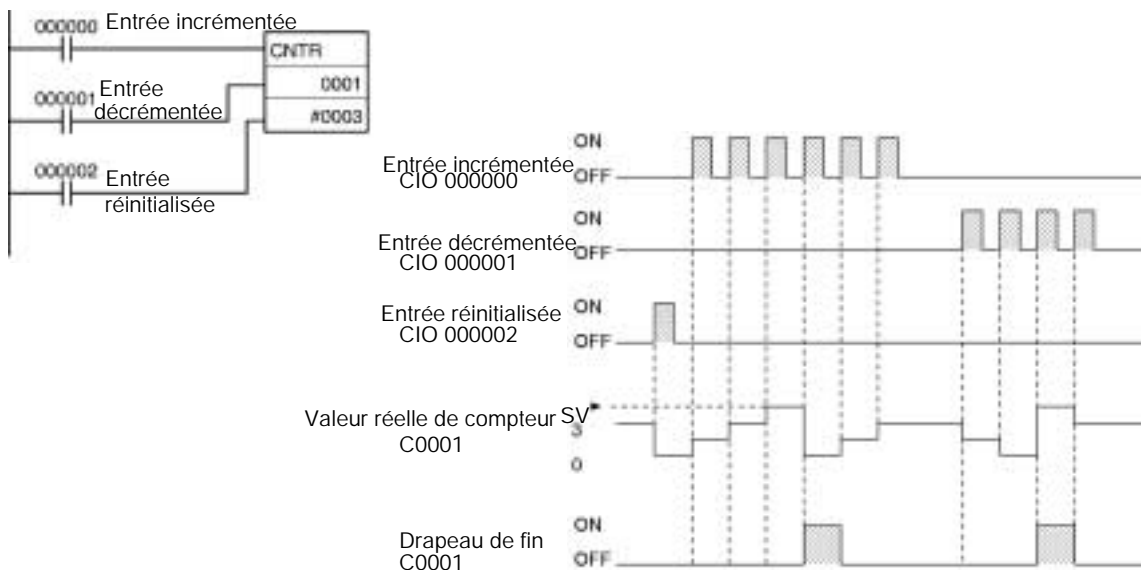 000000 Entrée incrémentée
CNTR
0001
#0003
000001 Entrée
décrémentée
000002 Entrée
réinitialisée
ON
Entrée incrémentée
OFF
CIO 000000
ON
Entrée décrémentée
OFF
CIO 000001
ON
Entrée réinitialisée
OFF
CIO 000002
Valeur réelle de compteur SV
3
C0001
0
ON
Drapeau de fin
OFF
C0001